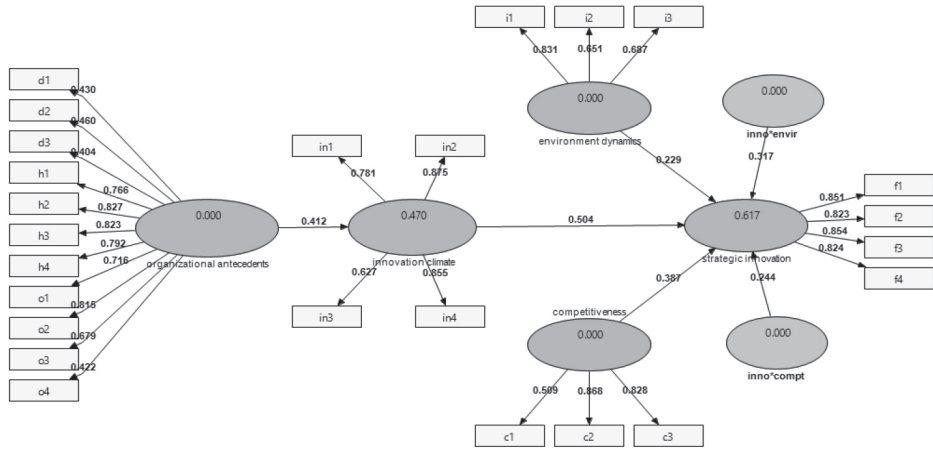 i1 i2 i3
0.831 0.651 0.687
0.000
environment dynamics
0.000
inno*envir
d1
0.430
d2
0.460
d3
0.404
h1
0.766
h2
0.827
h3
0.823
h4
0.792
o1
0.716
o2
0.815
o3
0.679
o4
0.422
0.000
organizational antecedents
0.412
in1 in2
0.781 0.875
0.470
innovation climate
0.627 0.855
in3 in4
0.504
0.229
0.317
0.617
strategic innovation
0.851 f1
0.823 f2
0.854 f3
0.824 f4
0.387
0.244
competitiveness
0.000
0.000
inno*compt
0.868 0.828
c1 c2 c3